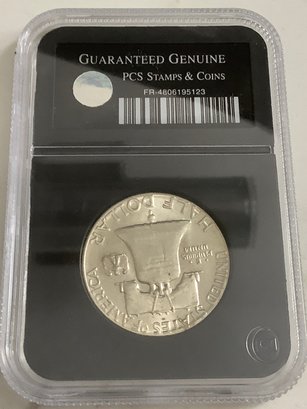 GUARANTEED GENUINE
PCS STAMPS & COINS
FR-4806195123
UNITED STATES OF AMERICA
HALF DOLLAR